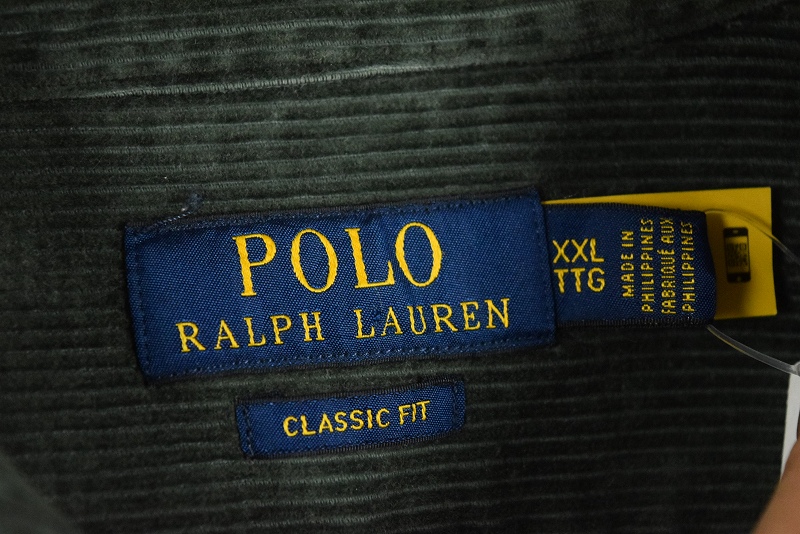 POLO
RALPH LAUREN
XXL
TTG
MADE IN
PHILIPPINES
FABRIQUÉ AUX
PHILIPPINES
CLASSIC FIT